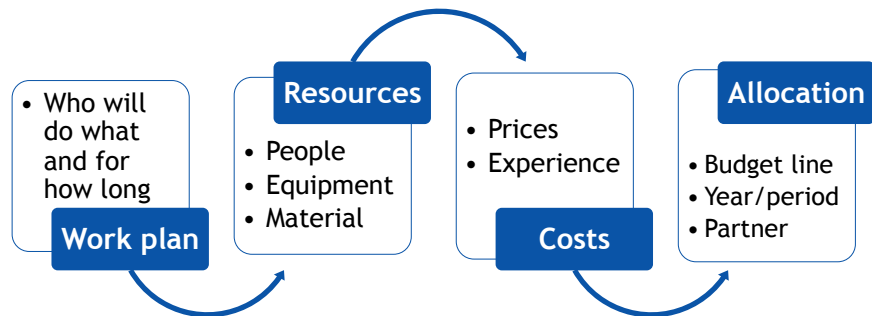 • Who will
do what
and for
how long
Work plan
Resources
• People
• Equipment
• Material
• Prices
• Experience
Costs
Allocation
• Budget line
• Year/period
• Partner